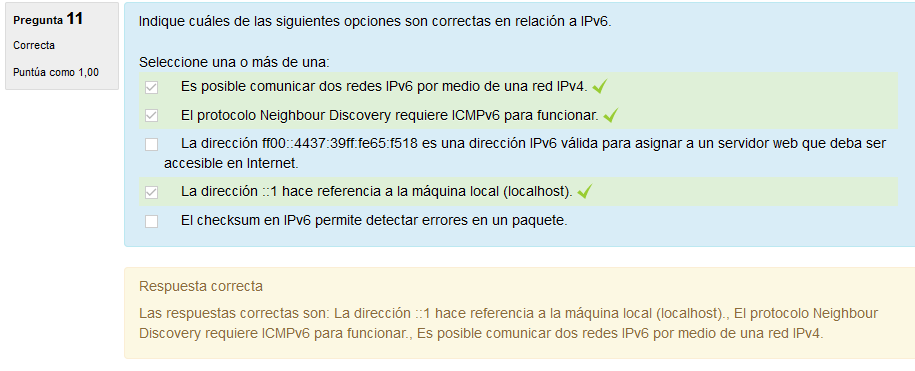 Pregunta 11
Correcta
Puntúa como 1,00
Indique cuáles de las siguientes opciones son correctas en relación a IPv6.
Seleccione una o más de una:
Es posible comunicar dos redes IPv6 por medio de una red IPv4.
El protocolo Neighbour Discovery requiere ICMPv6 para funcionar.
La dirección ff00::4437:39ff:fe65:f518 es una dirección IPv6 válida para asignar a un servidor web que deba ser
accesible en Internet.
La dirección ::1 hace referencia a la máquina local (localhost).
El checksum en IPv6 permite detectar errores en un paquete.
Respuesta correcta
Las respuestas correctas son: La dirección ::1 hace referencia a la máquina local (localhost)., El protocolo Neighbour
Discovery requiere ICMPv6 para funcionar., Es posible comunicar dos redes IPv6 por medio de una red IPv4.